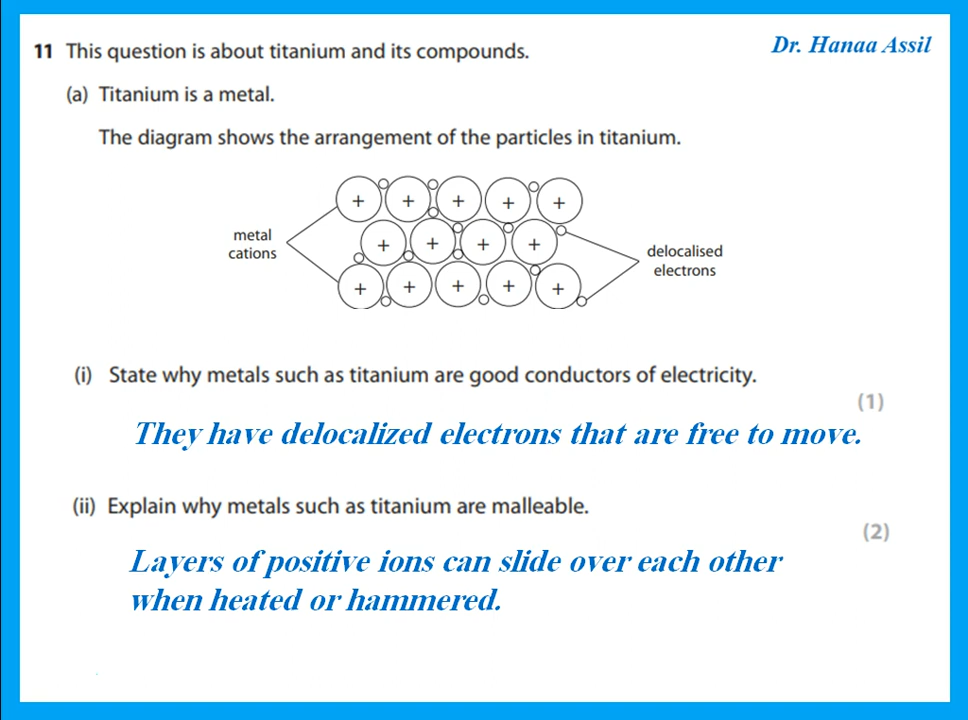 Dr. Hanaa Assil
11 This question is about titanium and its compounds.
(a) Titanium is a metal.
The diagram shows the arrangement of the particles in titanium.
+ + + + +
metal
cations
+ + + +
delocalised
electrons
+ + + + +
(i) State why metals such as titanium are good conductors of electricity.
(1)
They have delocalized electrons that are free to move.
(ii) Explain why metals such as titanium are malleable.
(2)
Layers of positive ions can slide over each other
when heated or hammered.